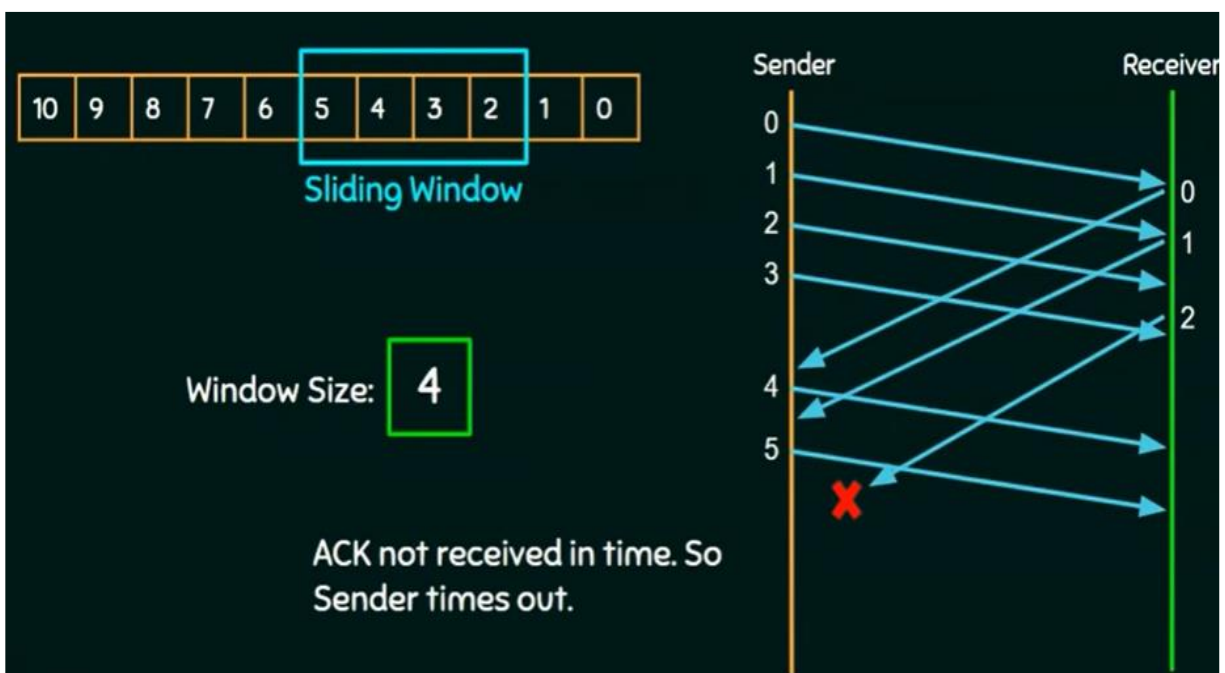 10 9 8 7 6 5 4 3 2 1 0
Sliding Window
Window Size: 4
ACK not received in time. So
Sender times out.
Sender
Receiver
0
1
2
3
4
5
0
1
2